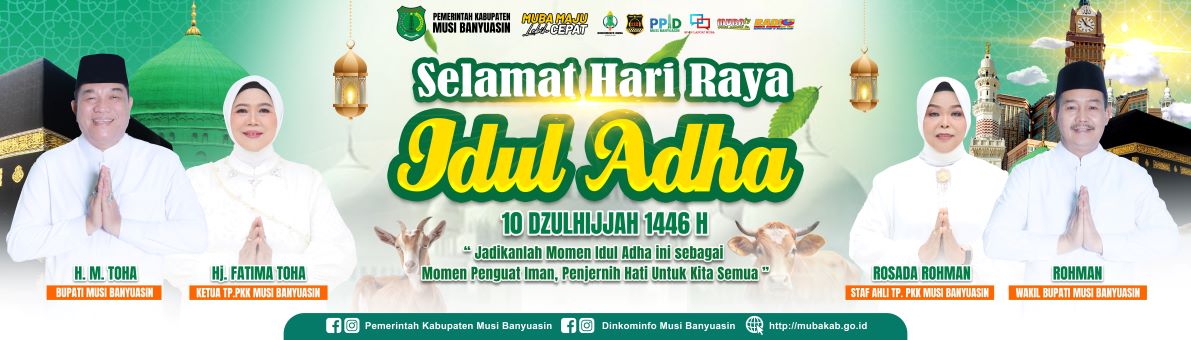 PEMERINTAH KABUPATEN
MUSI BANYUASIN
MUBA MAJU
Lebih CEPAT
PPID
MUSI BANYUASIN
Selamat Hari Raya
Idul Adha
10 DZULHIJJAH 1446 H
“ Jadikanlah Momen Idul Adha ini sebagai
Momen Penguat Iman, Penjernih Hati Untuk Kita Semua ”
H. M. TOHA
BUPATI MUSI BANYUASIN
Hj. FATIMA TOHA
KETUA TP.PKK MUSI BANYUASIN
ROSADA ROHMAN
STAF AHLI TP. PKK MUSI BANYUASIN
ROHMAN
WAKIL BUPATI MUSI BANYUASIN
Pemerintah Kabupaten Musi Banyuasin Dinkominfo Musi Banyuasin http://mubakab.go.id